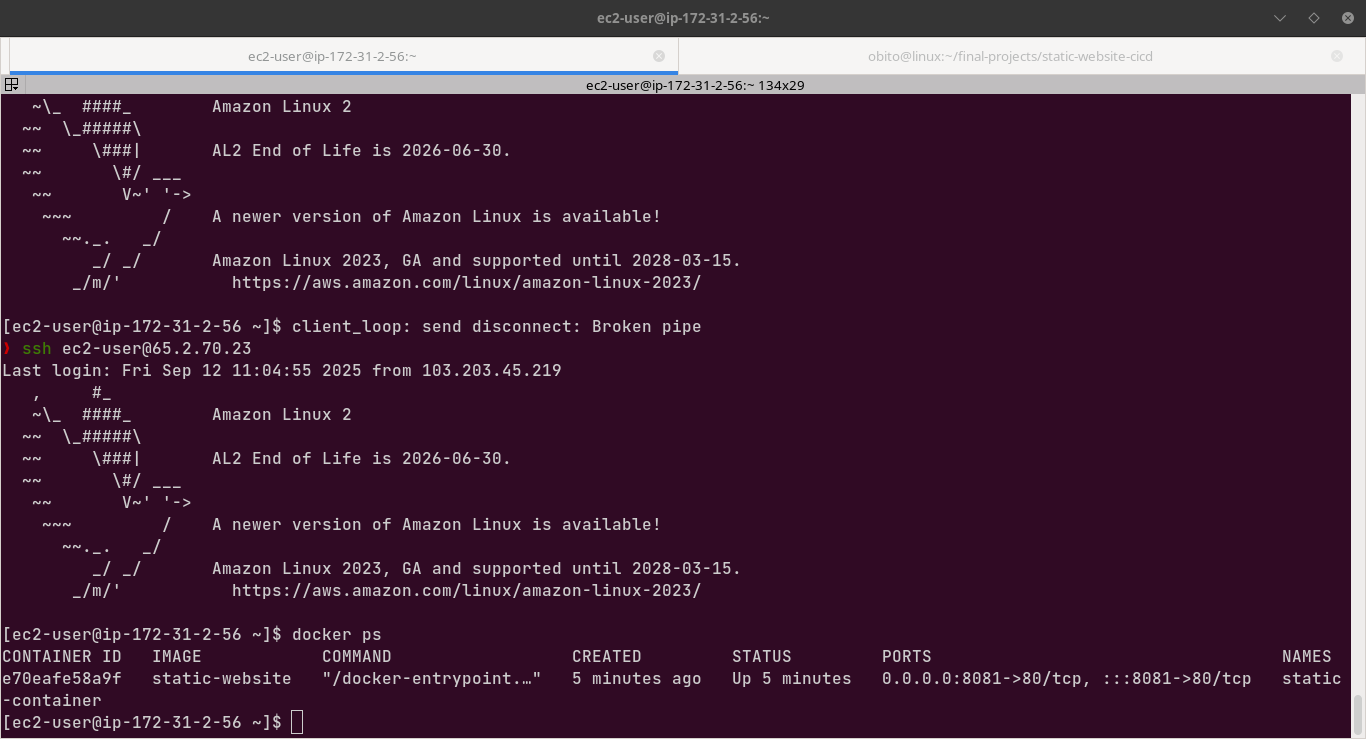 ec2-user@ip-172-31-2-56:~
ec2-user@ip-172-31-2-56:~
obito@linux:~/final-projects/static-website-cicd
ec2-user@ip-172-31-2-56:~ 134x29
   ~\_  ####_        Amazon Linux 2
  ~~  \_#####\
  ~~     \###|       AL2 End of Life is 2026-06-30.
  ~~       \#/ ___
   ~~       V~' '->
    ~~~         /    A newer version of Amazon Linux is available!
      ~~._.   _/
         _/ _/       Amazon Linux 2023, GA and supported until 2028-03-15.
       _/m/'           https://aws.amazon.com/linux/amazon-linux-2023/
[ec2-user@ip-172-31-2-56 ~]$ client_loop: send disconnect: Broken pipe
❯ ssh ec2-user@65.2.70.23
Last login: Fri Sep 12 11:04:55 2025 from 103.203.45.219
   ,     #_
   ~\_  ####_        Amazon Linux 2
  ~~  \_#####\
  ~~     \###|       AL2 End of Life is 2026-06-30.
  ~~       \#/ ___
   ~~       V~' '->
    ~~~         /    A newer version of Amazon Linux is available!
      ~~._.   _/
         _/ _/       Amazon Linux 2023, GA and supported until 2028-03-15.
       _/m/'           https://aws.amazon.com/linux/amazon-linux-2023/
[ec2-user@ip-172-31-2-56 ~]$ docker ps
CONTAINER ID   IMAGE            COMMAND                  CREATED         STATUS         PORTS                                   NAMES
e70eafe58a9f   static-website   "/docker-entrypoint.…"   5 minutes ago   Up 5 minutes   0.0.0.0:8081->80/tcp, :::8081->80/tcp   static
-container
[ec2-user@ip-172-31-2-56 ~]$